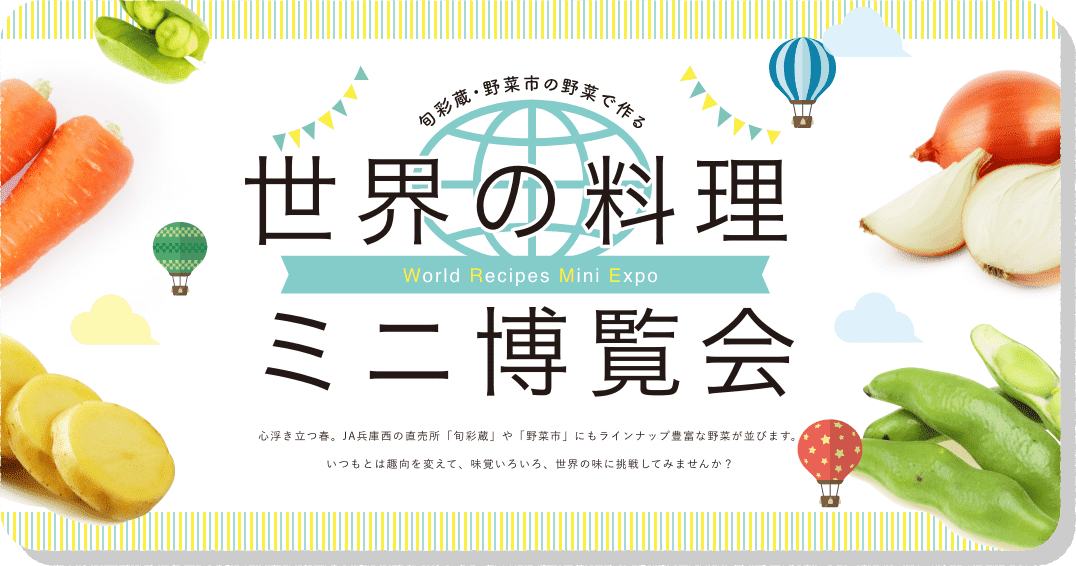 旬彩蔵・野菜市の野菜で作る
世界の料理
World Recipes Mini Expo
ミニ博覧会
心浮き立つ春。JA兵庫西の直売所「旬彩蔵」や「野菜市」にもラインナップ豊富な野菜が並びます。
いつもとは趣向を変えて、味覚いろいろ、世界の味に挑戦してみませんか？